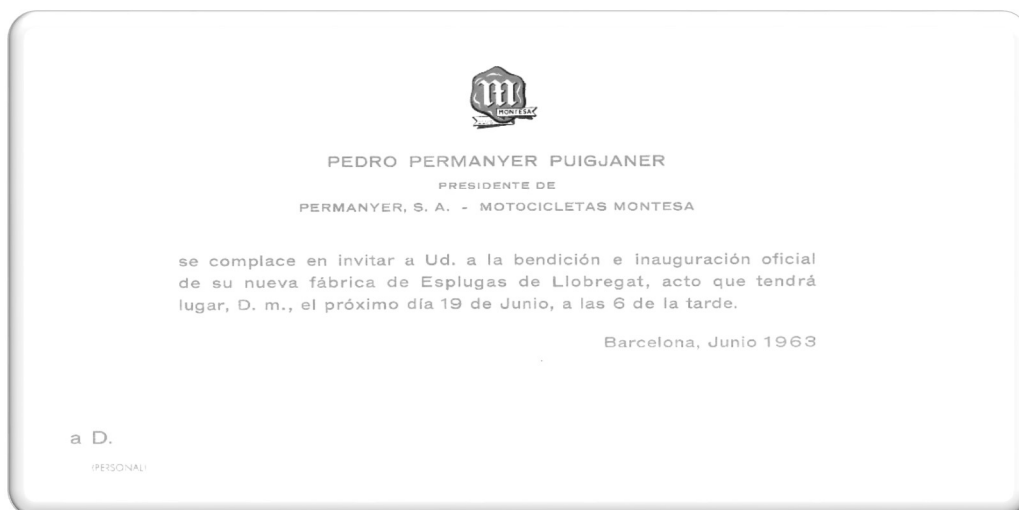 M
MONTESA
PEDRO PERMANYER PUIGJANER
PRESIDENTE DE
PERMANYER, S. A. - MOTOCICLETAS MONTESA
se complace en invitar a Ud. a la bendición e inauguración oficial
de su nueva fábrica de Esplugas de Llobregat, acto que tendrá
lugar, D. m., el próximo día 19 de Junio, a las 6 de la tarde.
Barcelona, Junio 1963
a D.
(PERSONAL)